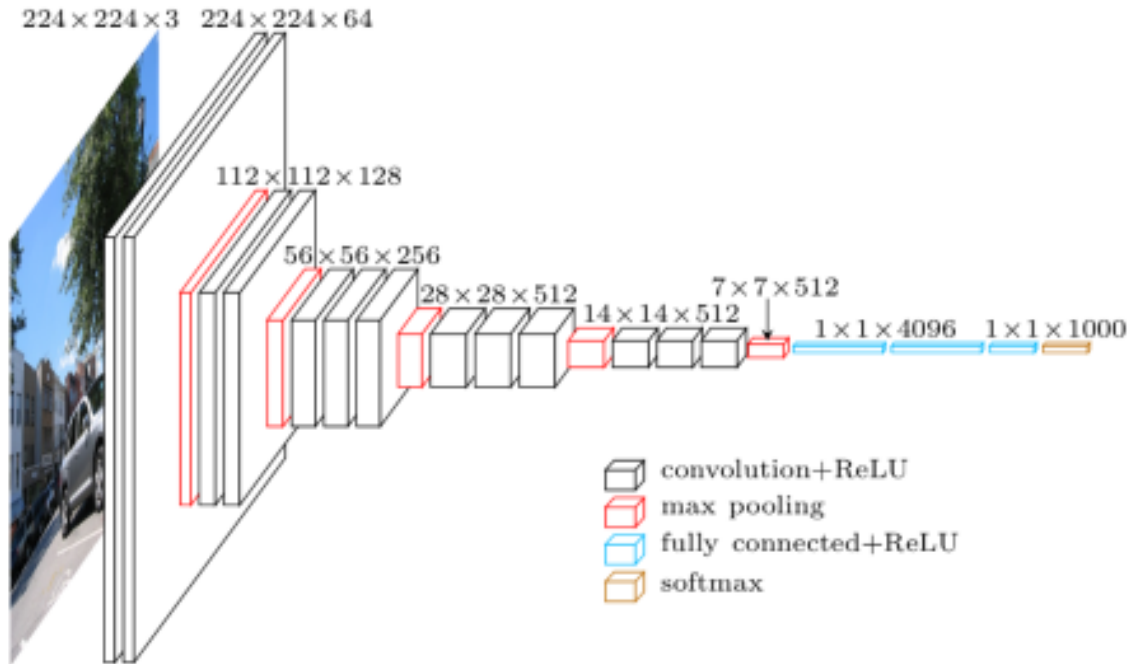 224 × 224 × 3
224 × 224 × 64
112 × 112 × 128
56 × 56 × 256
28 × 28 × 512
14 × 14 × 512
7 × 7 × 512
1 × 1 × 4096
1 × 1 × 1000
convolution+ReLU
max pooling
fully connected+ReLU
softmax